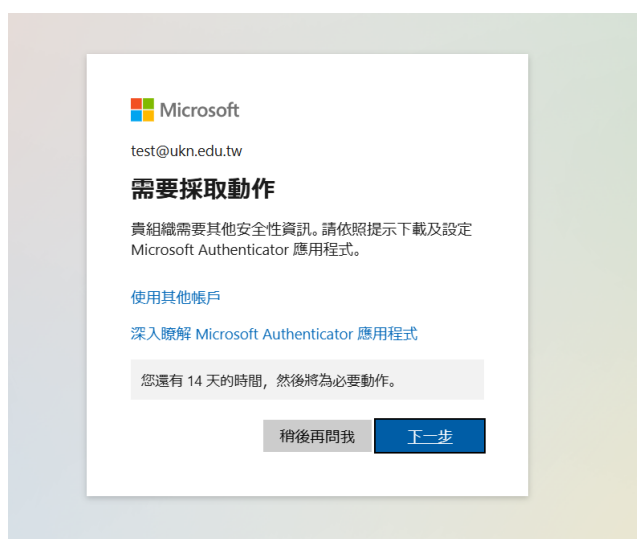 Microsoft
test@ukn.edu.tw
需要採取動作
貴組織需要其他安全性資訊。請依照提示下載及設定
Microsoft Authenticator 應用程式。
使用其他帳戶
深入瞭解 Microsoft Authenticator 應用程式
您還有 14 天的時間，然後將為必要動作。
稍後再問我
下一步